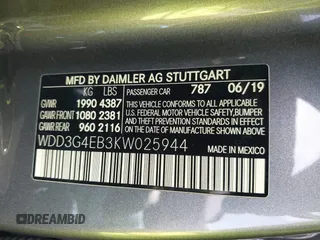 MFD BY DAIMLER AG STUTTGART
KG LBS PASSENGER CAR 787 06/19
GVWR 1990 4387 THIS VEHICLE CONFORMS TO ALL
GAWR FRONT 1080 2381 APPLICABLE U.S. FEDERAL MOTOR
GAWR REAR 960 2116 VEHICLE SAFETY, BUMPER
AND THEFT PREVENTION STANDARDS
IN EFFECT ON THE DATE OF
MANUFACTURE SHOWN ABOVE
WDD3G4EB3KW025944
MADE IN MEXICO
DREAMBID